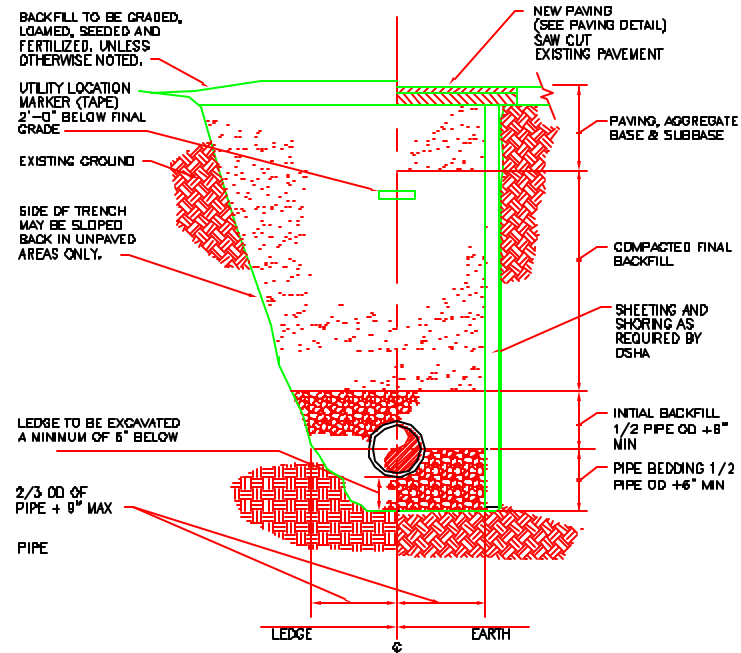 BACKFILL TO BE GRADED,
LOAMED, SEEDED AND
FERTILIZED, UNLESS
OTHERWISE NOTED.
UTILITY LOCATION
MARKER (TAPE)
2'-0" BELOW FINAL
GRADE
EXISTING GROUND
SIDE OF TRENCH
MAY BE SLOPED
BACK IN UNPAVED
AREAS ONLY.
LEDGE TO BE EXCAVATED
A MINIMUM OF 6" BELOW
2/3 OD OF
PIPE + 9" MAX
PIPE
NEW PAVING
(SEE PAVING DETAIL)
SAW CUT
EXISTING PAVEMENT
PAVING, AGGREGATE
BASE & SUBBASE
COMPACTED FINAL
BACKFILL
SHEETING AND
SHORING AS
REQUIRED BY
OSHA
INITIAL BACKFILL
1/2 PIPE OD +6"
MIN
PIPE BEDDING 1/2
PIPE OD +6" MIN
LEDGE
EARTH
℄